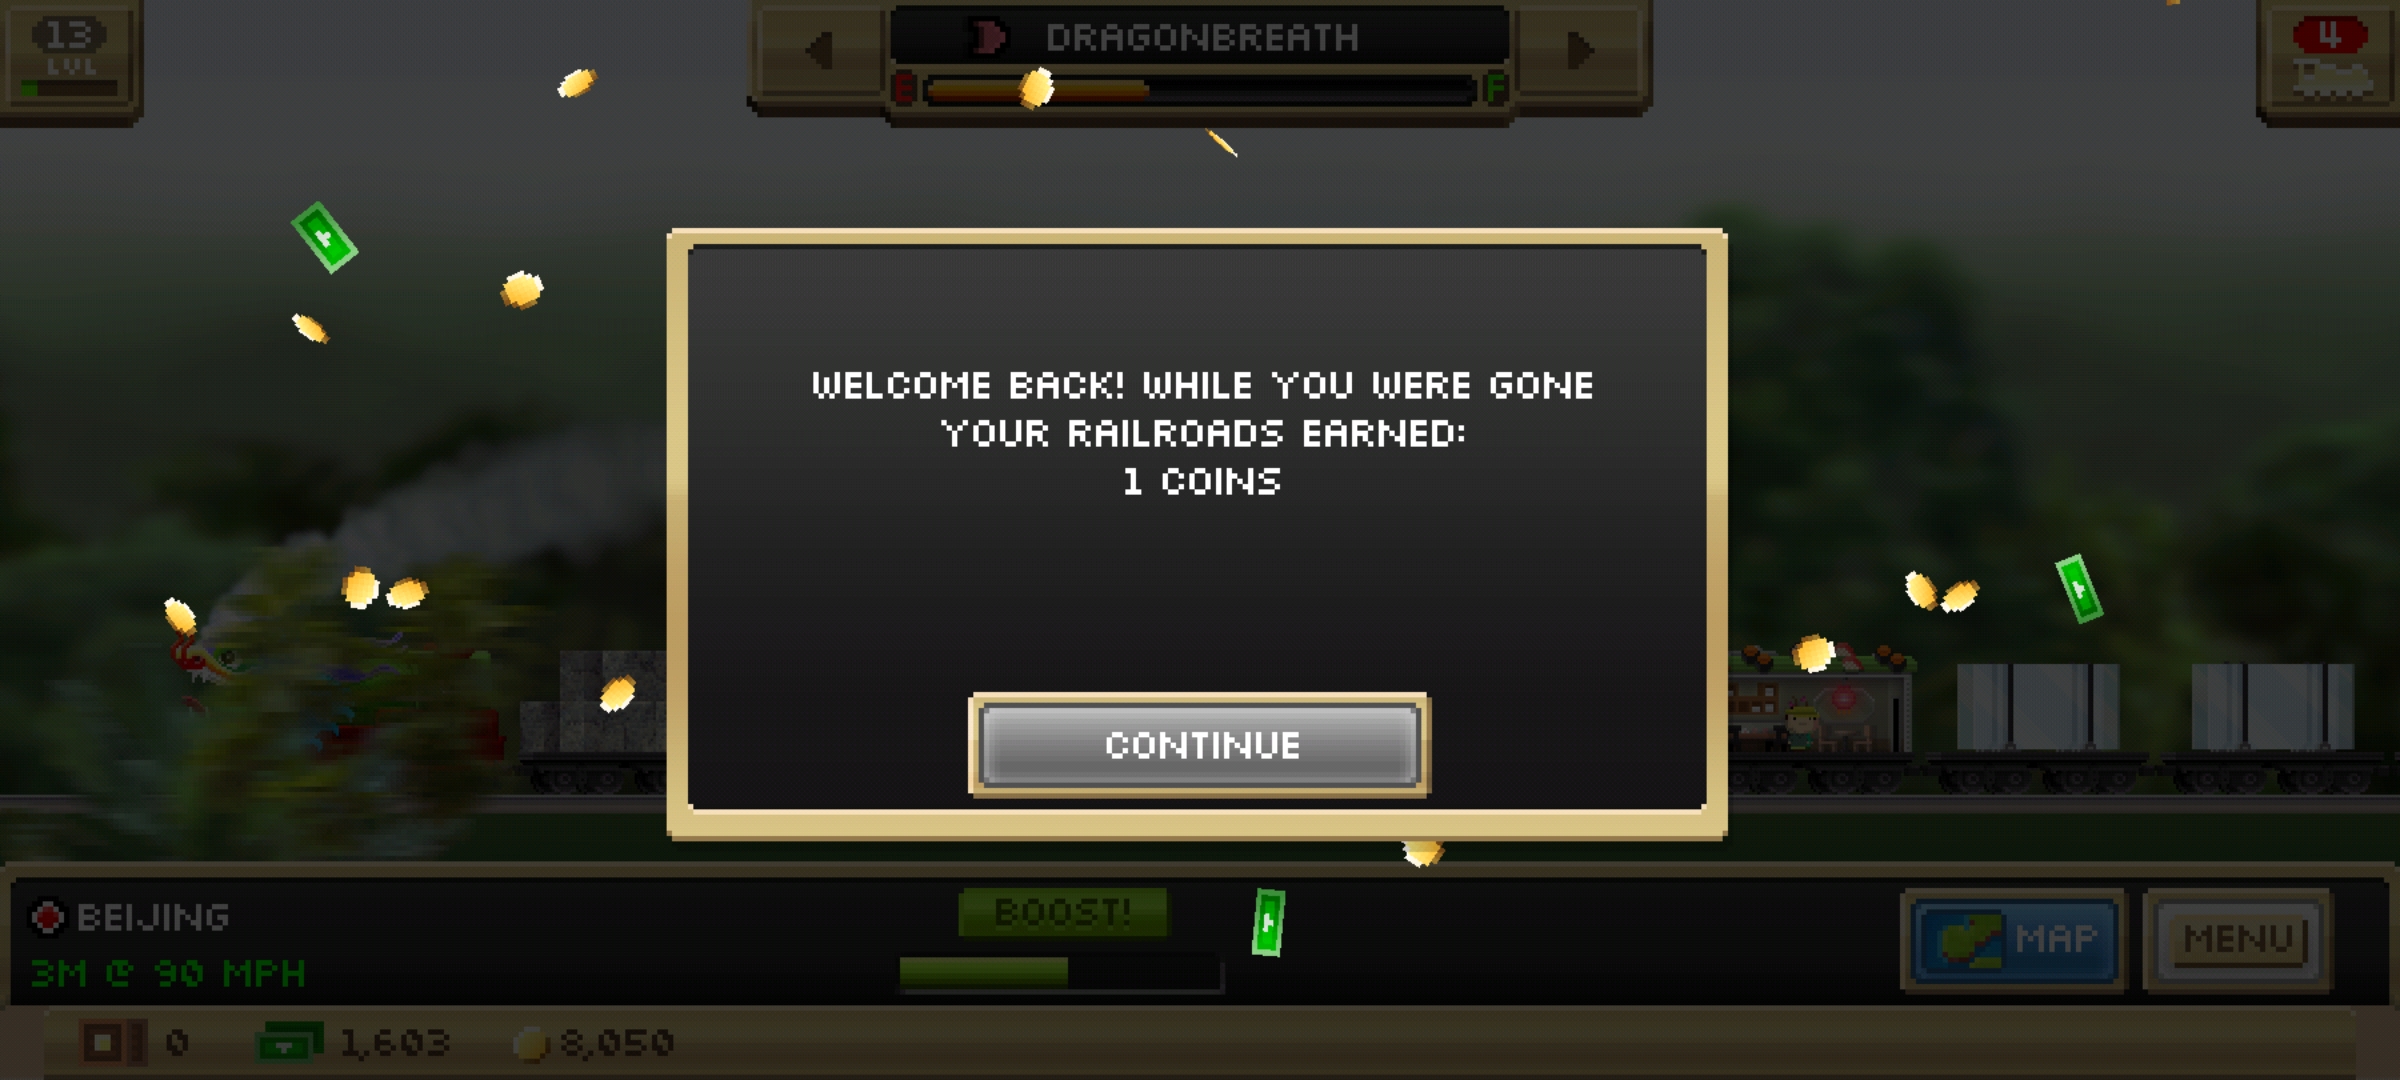 13
LVL
DRAGONBREATH
E
F
4
WELCOME BACK! WHILE YOU WERE GONE
YOUR RAILROADS EARNED:
1 COINS
CONTINUE
BEIJING
3M @ 90 MPH
BOOST!
MAP
MENU
0
1,603
8,050